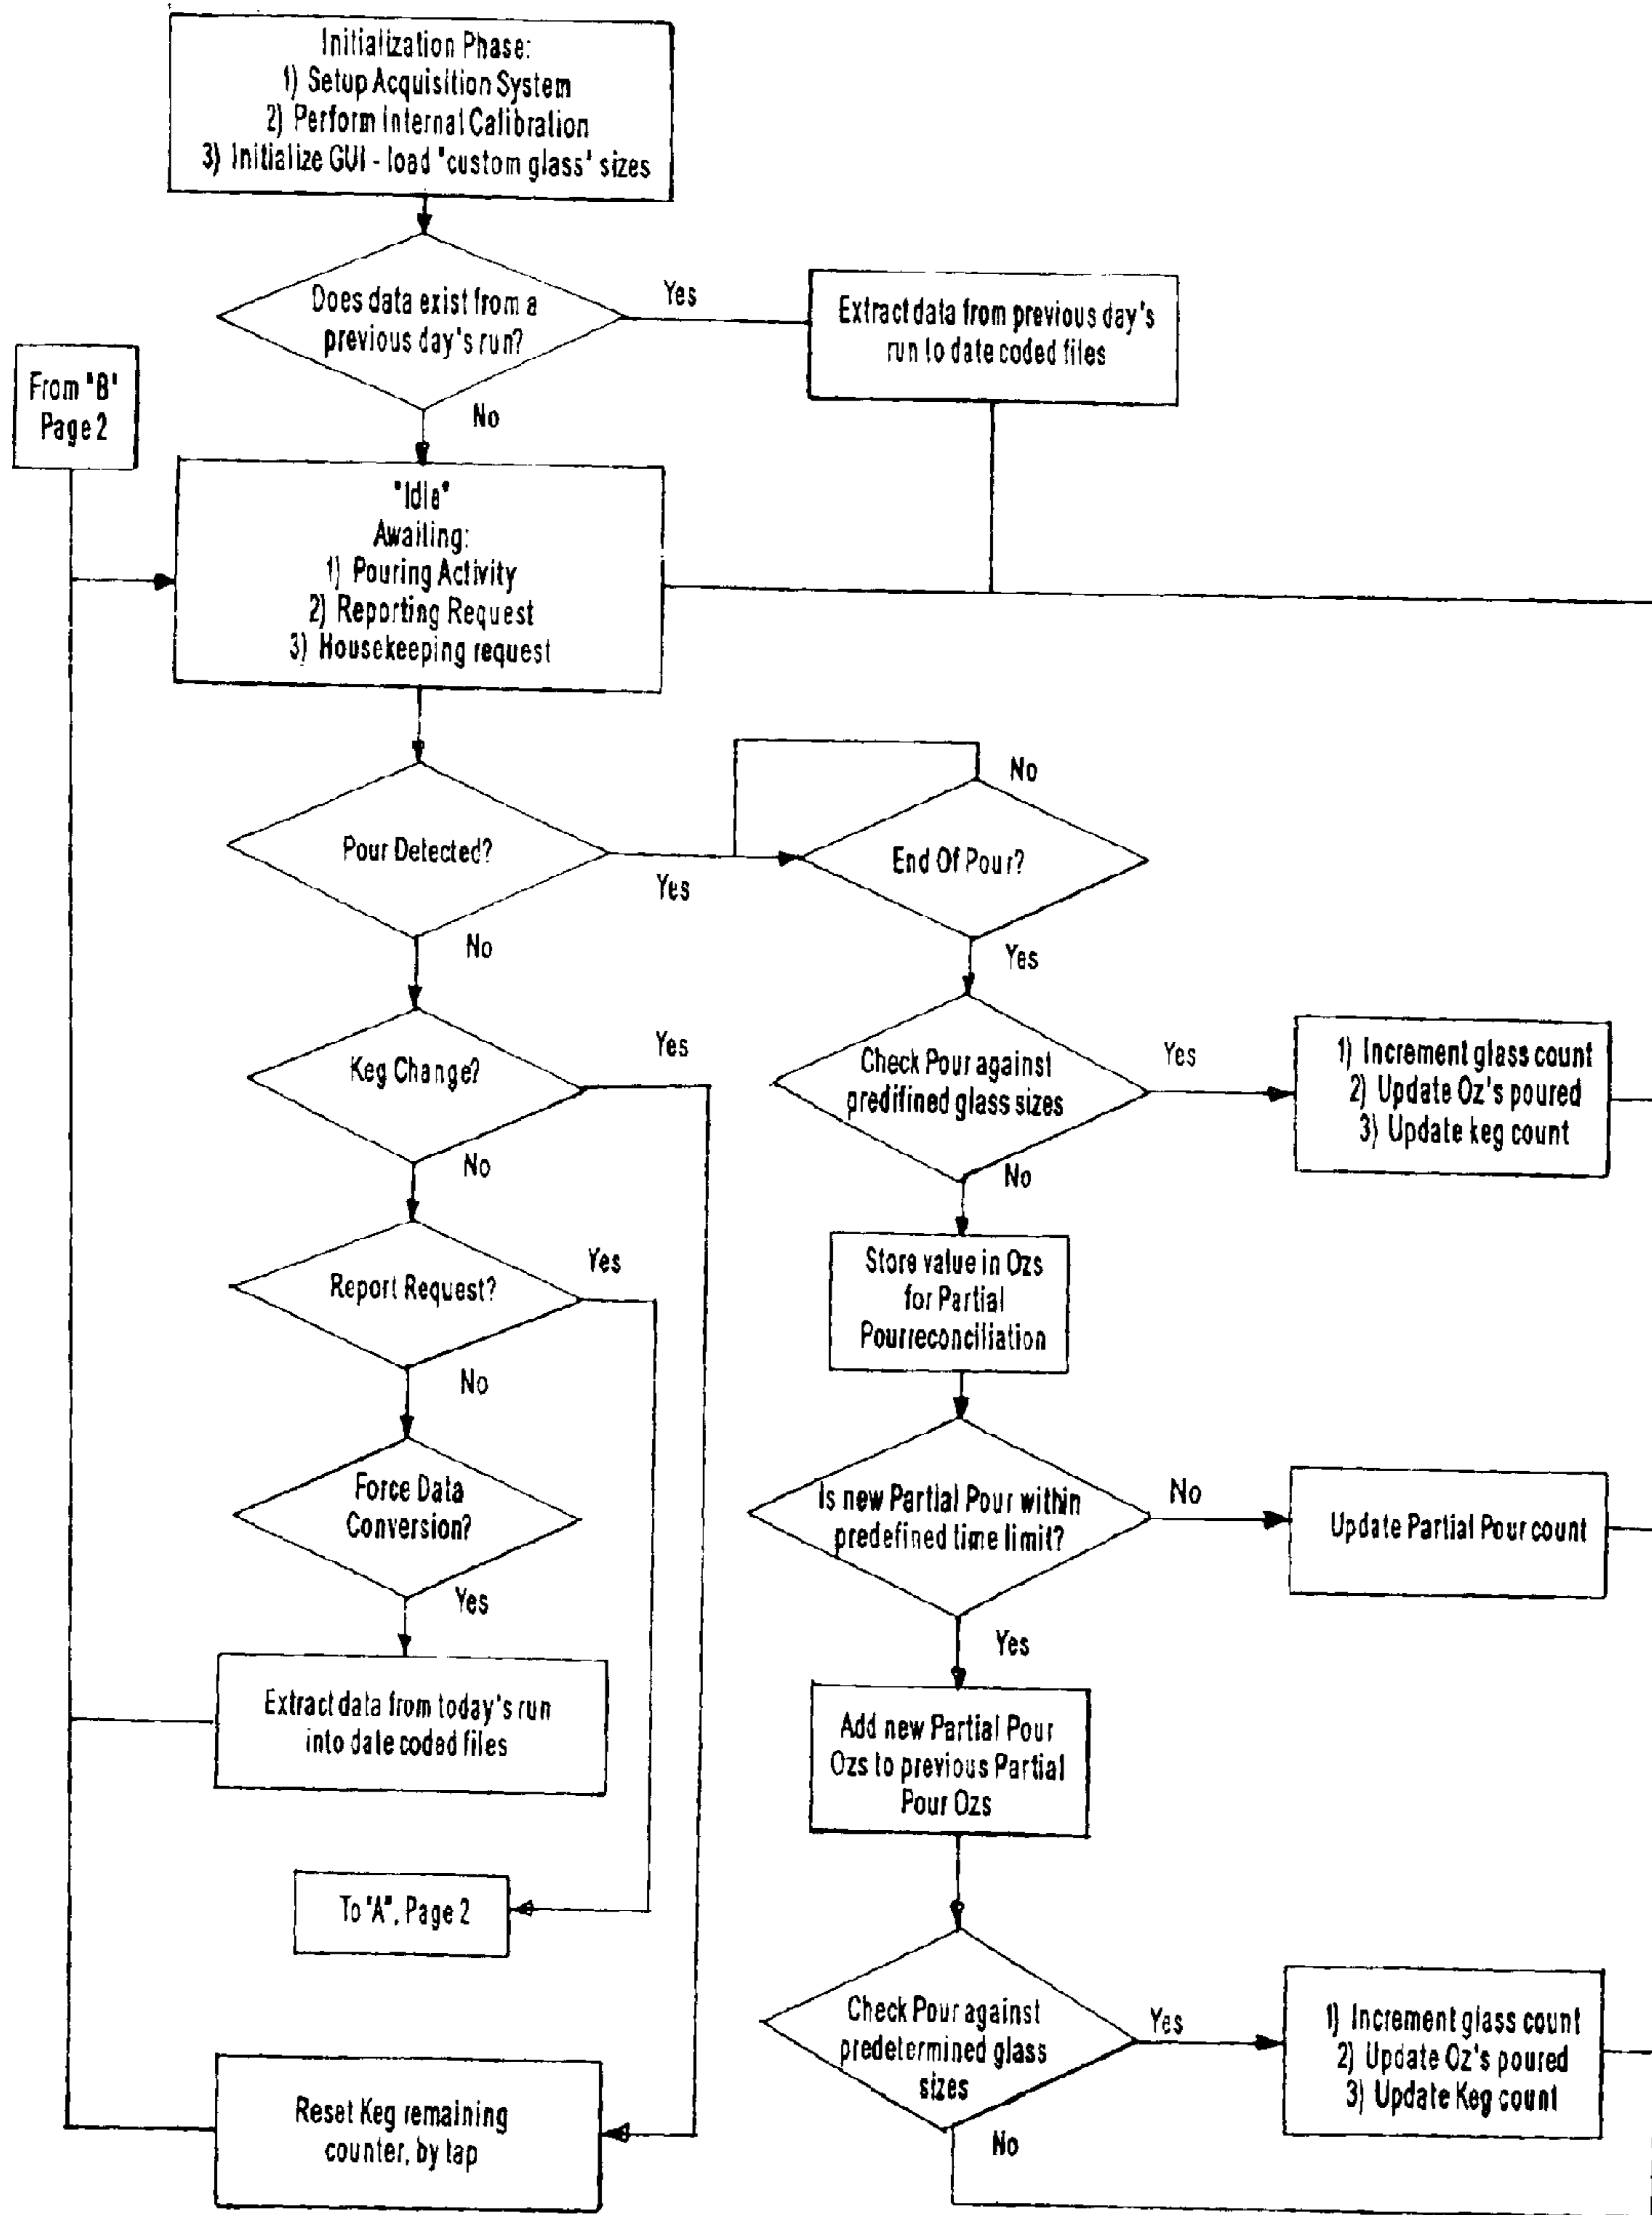 Initialization Phase:
1) Setup Acquisition System
2) Perform Internal Calibration
3) Initialize GUI - load "custom glass" sizes
Does data exist from a
previous day's run?
Yes
Extract data from previous day's
run to date coded files
No
From "B"
Page 2
"Idle"
Awaiting:
1) Pouring Activity
2) Reporting Request
3) Housekeeping request
Pour Detected?
Yes
No
End Of Pour?
No
Yes
Keg Change?
Yes
No
Check Pour against
predifined glass sizes
Yes
No
1) Increment glass count
2) Update Oz's poured
3) Update keg count
Report Request?
Yes
No
Store value in Ozs
for Partial
Pourreconciliation
Force Data
Conversion?
Yes
Is new Partial Pour within
predefined time limit?
No
Yes
Update Partial Pour count
Extract data from today's run
into date coded files
Add new Partial Pour
Ozs to previous Partial
Pour Ozs
To "A", Page 2
Check Pour against
predetermined glass
sizes
Yes
No
1) Increment glass count
2) Update Oz's poured
3) Update Keg count
Reset Keg remaining
counter, by tap